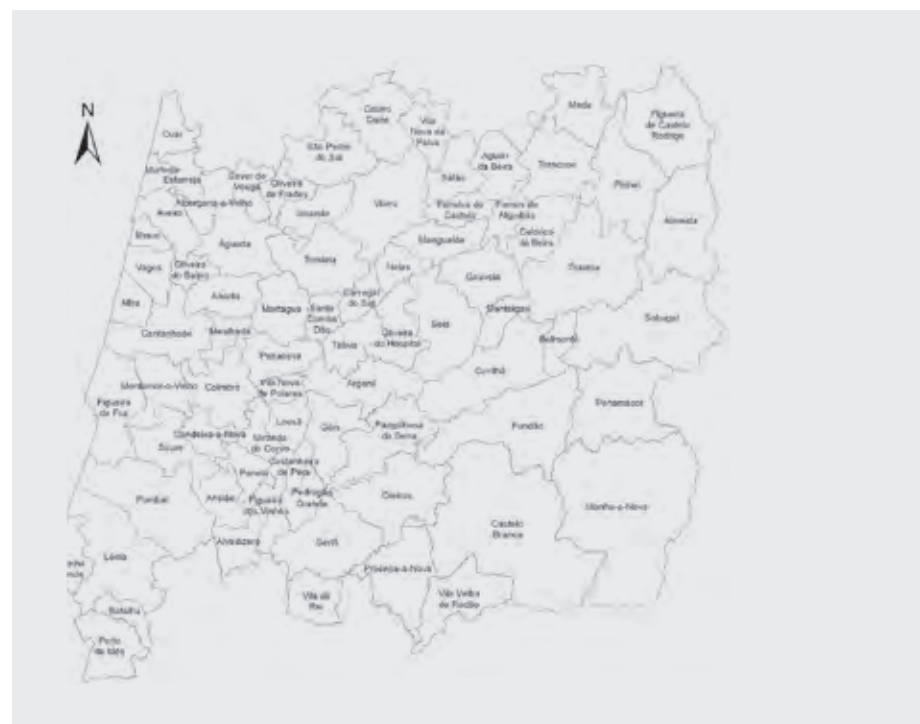 N
Ovar
Murtosa
Estarreja
Sever do
Vouga
Oliveira
de Frades
São Pedro
do Sul
Castro
Daire
Vila
Nova de
Paiva
Meda
Figueira
de Castelo
Rodrigo
Aguiar
da Beira
Trancoso
Pinhel
Sátão
Albergaria-a-Velha
Aveiro
Vouzela
Viseu
Penalva do
Castelo
Fornos de
Algodres
Almeida
Ílhavo
Águeda
Mangualde
Celorico
da Beira
Vagos
Oliveira
do Bairro
Tondela
Nelas
Gouveia
Mira
Anadia
Mortágua
Santa
Comba
Dão
Carregal
do Sal
Seia
Manteigas
Sabugal
Cantanhede
Mealhada
Tábua
Oliveira
do Hospital
Belmonte
Penacova
Covilhã
Montemor-o-Velho
Coimbra
Vila Nova
de Poiares
Arganil
Figueira
da Foz
Penamacor
Lousã
Góis
Pampilhosa
da Serra
Fundão
Condeixa-a-Nova
Soure
Miranda
do Corvo
Penela
Castanheira
de Pera
Pombal
Ansião
Figueiró
dos Vinhos
Pedrógão
Grande
Oleiros
Idanha-a-Nova
Castelo
Branco
Alvaiázere
Sertã
Leiria
Proença-a-Nova
Vila de
Rei
Vila Velha
de Ródão
Batalha
Porto
de Mós